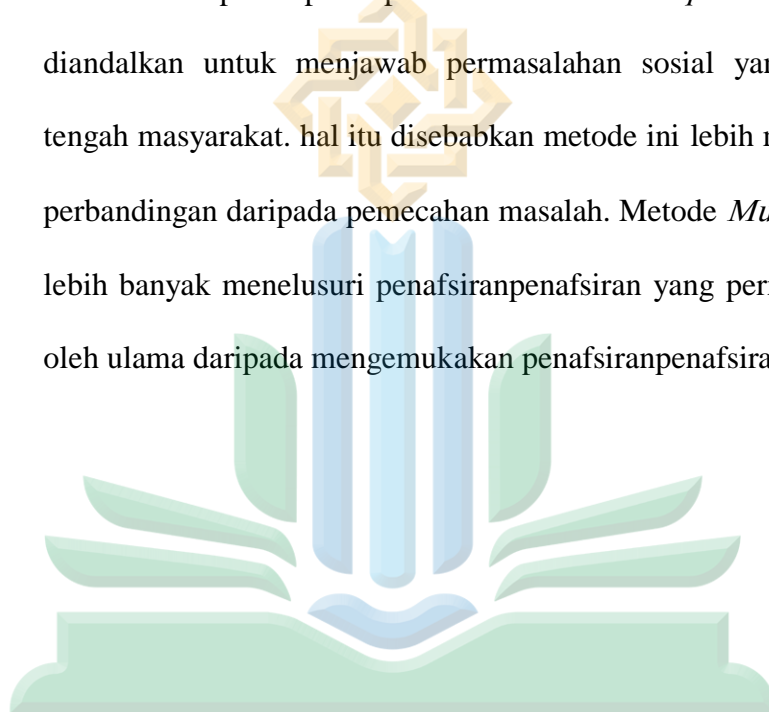 diandalkan untuk menjawab permasalahan sosial
tengah masyarakat. hal itu disebabkan metode ini lebih
perbandingan daripada pemecahan masalah. Metode
lebih banyak menelusuri penafsiranpenafsiran yang
oleh ulama daripada mengemukakan